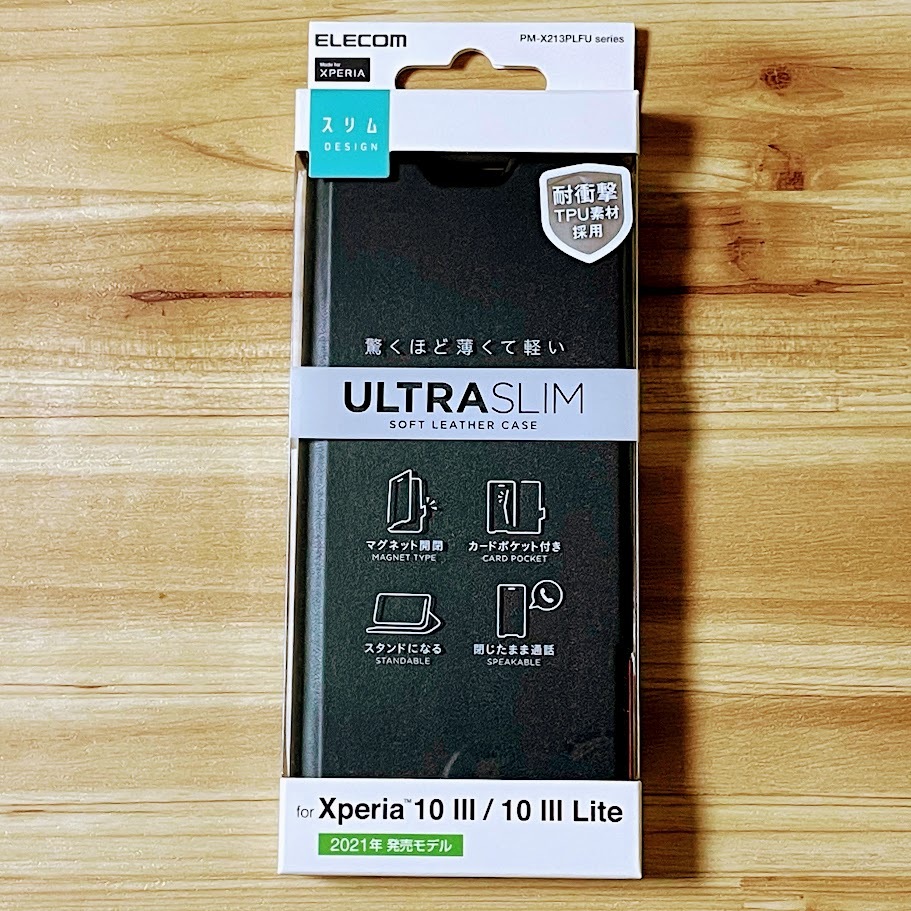 ELECOM
PM-X213PLFU series
Made for
XPERIA
スリム
DESIGN
耐衝撃
TPU素材
採用
驚くほど薄くて軽い
ULTRASLIM
SOFT LEATHER CASE
マグネット開閉
MAGNET TYPE
カードポケット付き
CARD POCKET
スタンドになる
STANDABLE
閉じたまま通話
SPEAKABLE
for Xperia™ 10 III / 10 III Lite
2021年 発売モデル